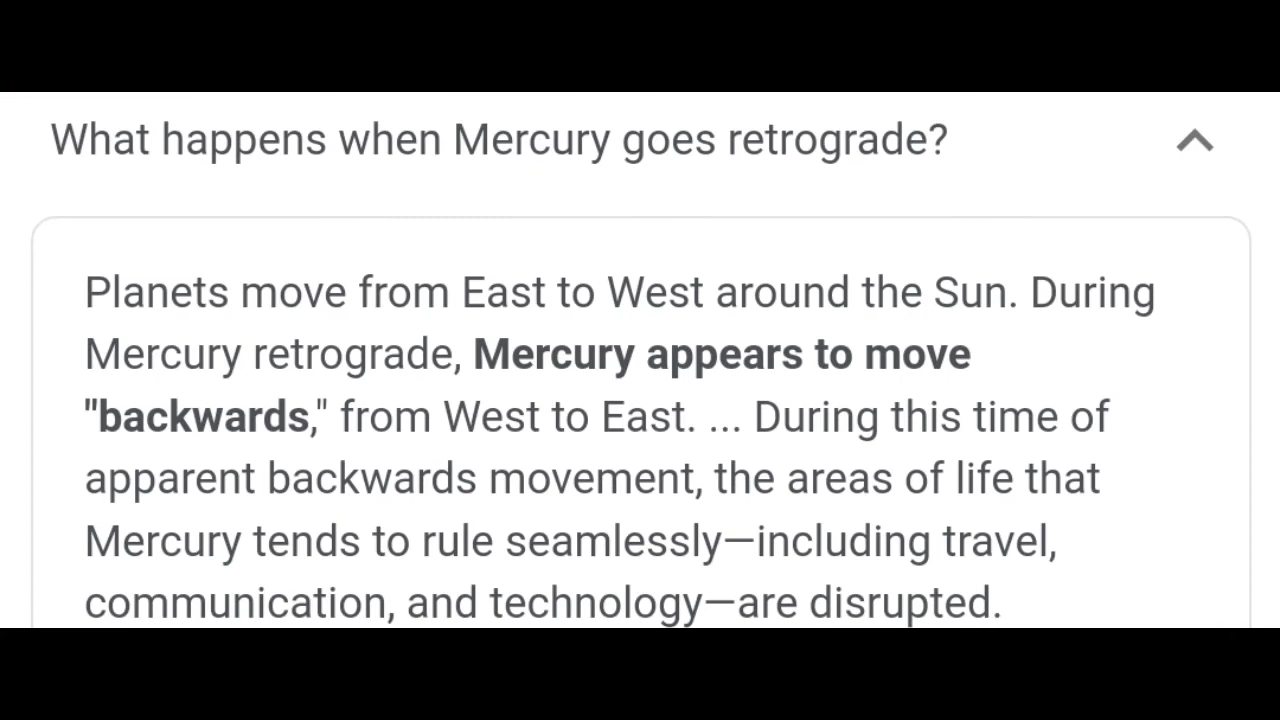 What happens when Mercury goes retrograde?
Planets move from East to West around the Sun. During
Mercury retrograde, Mercury appears to move
"backwards," from West to East. ... During this time of
apparent backwards movement, the areas of life that
Mercury tends to rule seamlessly—including travel,
communication, and technology—are disrupted.